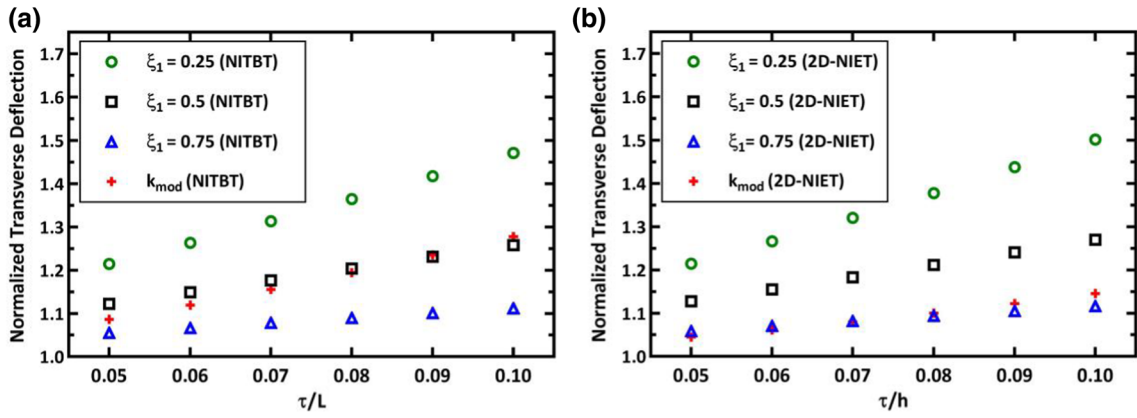 (a)
Normalized Transverse Deflection
1.7
1.6
1.5
1.4
1.3
1.2
1.1
1.0
ξ1 = 0.25 (NITBT)
ξ1 = 0.5 (NITBT)
ξ1 = 0.75 (NITBT)
kmod (NITBT)
0.05 0.06 0.07 0.08 0.09 0.10
τ/L
(b)
Normalized Transverse Deflection
1.7
1.6
1.5
1.4
1.3
1.2
1.1
1.0
ξ1 = 0.25 (2D-NIET)
ξ1 = 0.5 (2D-NIET)
ξ1= 0.75 (2D-NIET)
kmod (2D-NIET)
0.05 0.06 0.07 0.08 0.09 0.10
τ/h